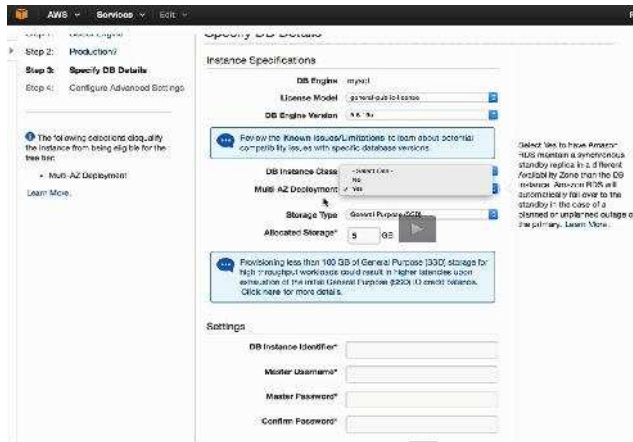 AWS Services Edit
Specify DB Details
Step 2: Production?
Step 3: Specify DB Details
Step 4: Configure Advanced Settings
The following selections disqualify
the instance from being eligible for the
free tier:
Multi-AZ Deployment
Learn More.
Instance Specifications
DB Engine mysql
License Model general-public-license
DB Engine Version
Review the Known Issues/Limitations to learn about potential
compatibility issues with specific database versions.
DB Instance Class
- Select One -
No
Multi-AZ Deployment Yes
Storage Type General Purpose (SSD)
Allocated Storage* 5 GB
Provisioning less than 100 GB of General Purpose (SSD) storage for
high throughput workloads could result in higher latencies upon
exhaustion of the initial General Purpose (SSD) IO credit balance.
Click here for more details.
Settings
DB Instance Identifier*
Master Username*
Master Password*
Confirm Password*
Select Yes to have Amazon
RDS maintain a synchronous
standby replica in a different
Availability Zone than the DB
instance. Amazon RDS will
automatically fail over to the
standby in the case of a
planned or unplanned outage of
the primary. Learn More.